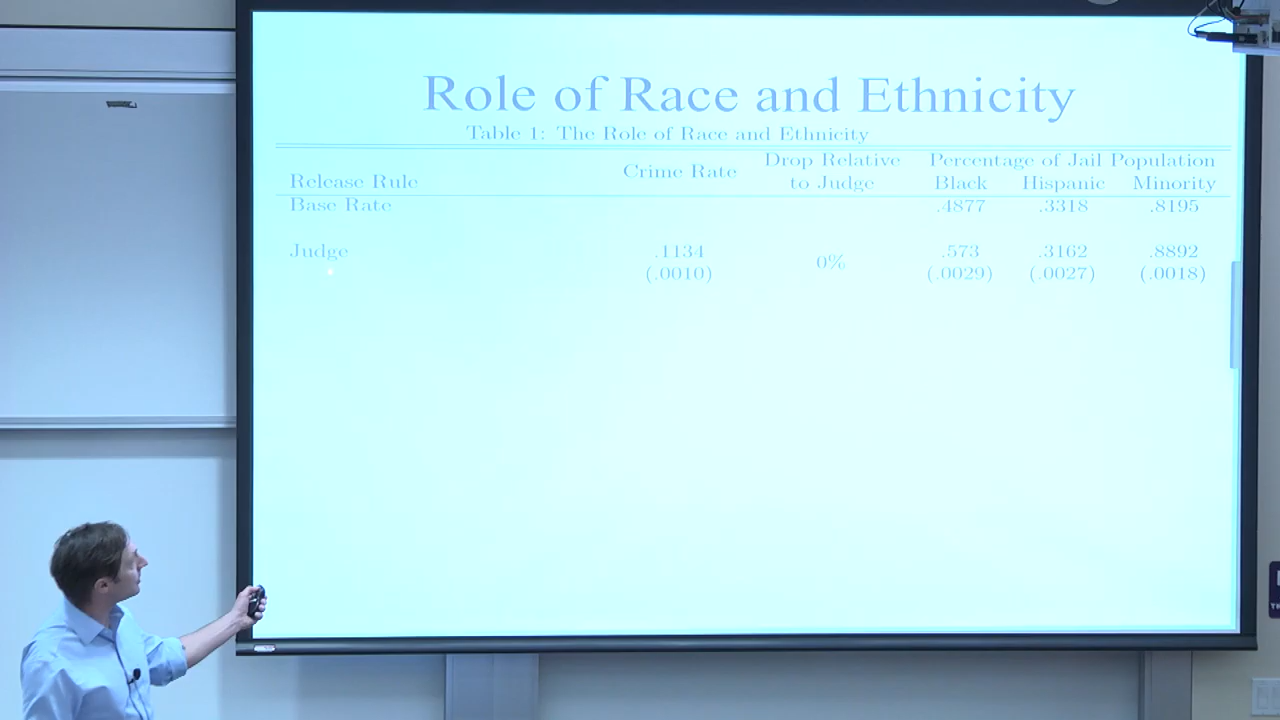 Role of Race and Ethnicity
Table 1: The Role of Race and Ethnicity
Release Rule Crime Rate Drop Relative to Judge Percentage of Jail Population
Black Hispanic Minority
Base Rate .4877 .3318 .8195
Judge .1134 0% .573 .3162 .8892
(.0010) (.0029) (.0027) (.0018)